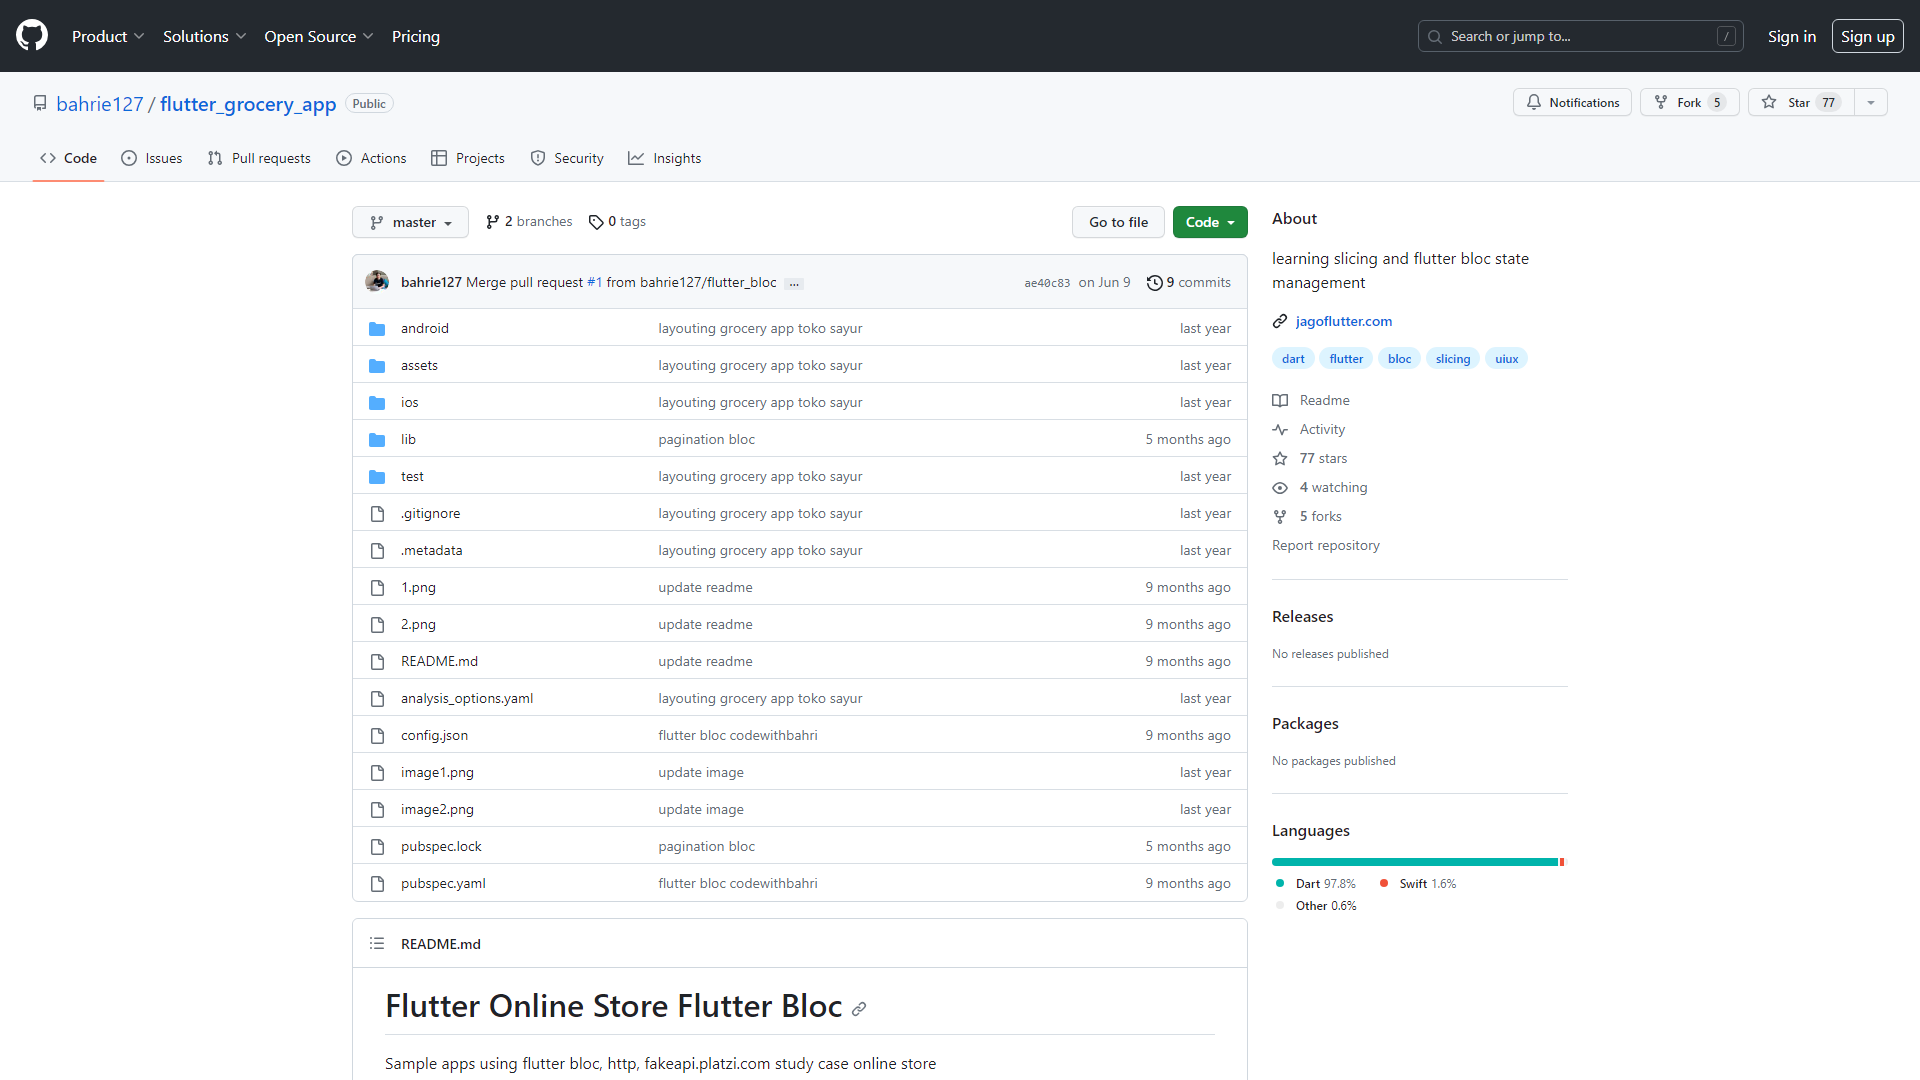 Product
Solutions
Open Source
Pricing
Search or jump to...
/
Sign in
Sign up
bahrie127 / flutter_grocery_app
Public
Notifications
Fork 5
Star 77
Code
Issues
Pull requests
Actions
Projects
Security
Insights
master
2 branches
0 tags
Go to file
Code
bahrie127 Merge pull request #1 from bahrie127/flutter_bloc ...
ae40c83 on Jun 9
9 commits
android layouting grocery app toko sayur last year
assets layouting grocery app toko sayur last year
ios layouting grocery app toko sayur last year
lib pagination bloc 5 months ago
test layouting grocery app toko sayur last year
.gitignore layouting grocery app toko sayur last year
.metadata layouting grocery app toko sayur last year
1.png update readme 9 months ago
2.png update readme 9 months ago
README.md update readme 9 months ago
analysis_options.yaml layouting grocery app toko sayur last year
config.json flutter bloc codewithbahri 9 months ago
image1.png update image last year
image2.png update image last year
pubspec.lock pagination bloc 5 months ago
pubspec.yaml flutter bloc codewithbahri 9 months ago
README.md
Flutter Online Store Flutter Bloc
Sample apps using flutter bloc, http, fakeapi.platzi.com study case online store
About
learning slicing and flutter bloc state
management
jagoflutter.com
dart flutter bloc slicing uiux
Readme
Activity
77 stars
4 watching
5 forks
Report repository
Releases
No releases published
Packages
No packages published
Languages
Dart 97.8% Swift 1.6%
Other 0.6%